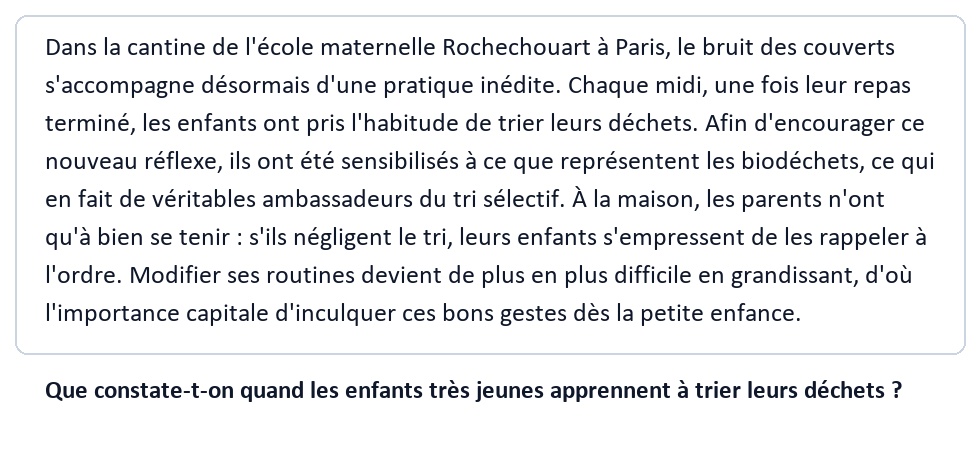 Dans la cantine de l'école maternelle Rochechouart à Paris, le bruit des couverts
s'accompagne désormais d'une pratique inédite. Chaque midi, une fois leur repas
terminé, les enfants ont pris l'habitude de trier leurs déchets. Afin d'encourager ce
nouveau réflexe, ils ont été sensibilisés à ce que représentent les biodéchets, ce qui
en fait de véritables ambassadeurs du tri sélectif. À la maison, les parents n'ont
qu'à bien se tenir : s'ils négligent le tri, leurs enfants s'empressent de les rappeler à
l'ordre. Modifier ses routines devient de plus en plus difficile en grandissant, d'où
l'importance capitale d'inculquer ces bons gestes dès la petite enfance.
Que constate-t-on quand les enfants très jeunes apprennent à trier leurs déchets ?